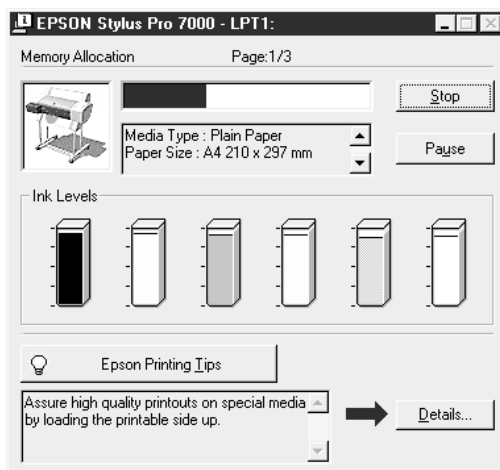 EPSON Stylus Pro 7000 - LPT1:
Memory Allocation Page:1/3
Stop
Media Type : Plain Paper
Paper Size : A4 210 x 297 mm
Pause
Ink Levels
Epson Printing Tips
Assure high quality printouts on special media
by loading the printable side up.
Details...